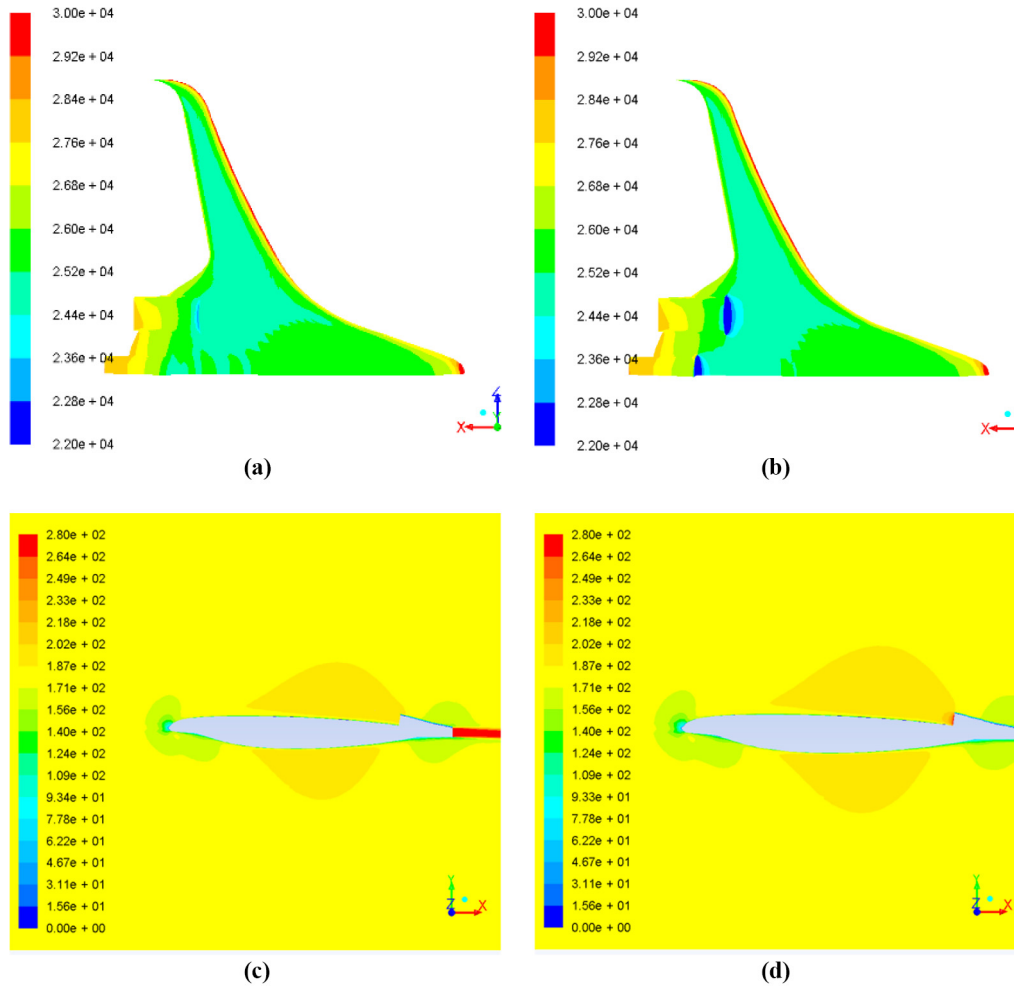 3.00e + 04
2.92e + 04
2.84e + 04
2.76e + 04
2.68e + 04
2.60e + 04
2.52e + 04
2.44e + 04
2.36e + 04
2.28e + 04
2.20e + 04
Z
Y
X
(a)
3.00e + 04
2.92e + 04
2.84e + 04
2.76e + 04
2.68e + 04
2.60e + 04
2.52e + 04
2.44e + 04
2.36e + 04
2.28e + 04
2.20e + 04
X
(b)
2.80e + 02
2.64e + 02
2.49e + 02
2.33e + 02
2.18e + 02
2.02e + 02
1.87e + 02
1.71e + 02
1.56e + 02
1.40e + 02
1.24e + 02
1.09e + 02
9.34e + 01
7.78e + 01
6.22e + 01
4.67e + 01
3.11e + 01
1.56e + 01
0.00e + 00
Y
Z
X
(c)
2.80e + 02
2.64e + 02
2.49e + 02
2.33e + 02
2.18e + 02
2.02e + 02
1.87e + 02
1.71e + 02
1.56e + 02
1.40e + 02
1.24e + 02
1.09e + 02
9.34e + 01
7.78e + 01
6.22e + 01
4.67e + 01
3.11e + 01
1.56e + 01
0.00e + 00
Y
Z
X
(d)